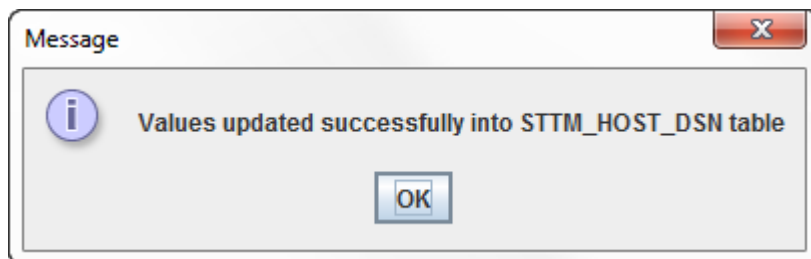 Message
Values updated successfully into STTM_HOST_DSN table
OK